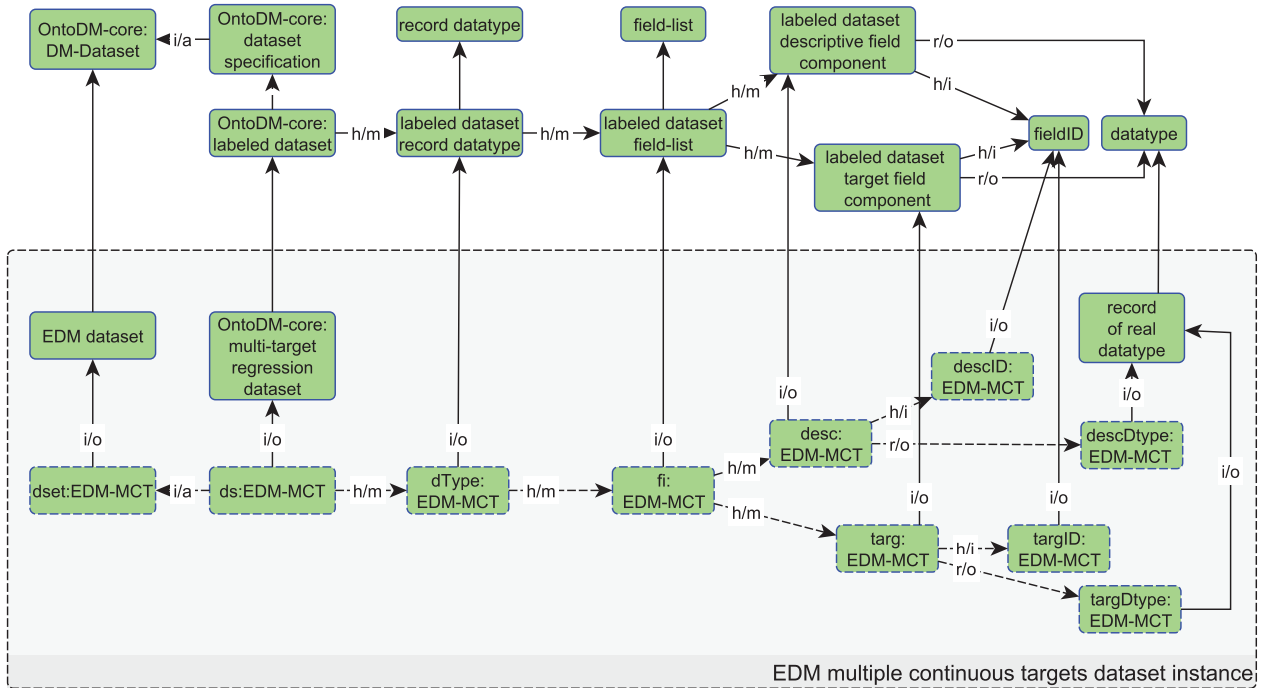 OntoDM-core:
DM-Dataset
i/a
OntoDM-core:
dataset
specification
record datatype
field-list
labeled dataset
descriptive field
component
r/o
h/i
h/m
OntoDM-core:
labeled dataset
h/m
labeled dataset
record datatype
h/m
labeled dataset
field-list
h/m
labeled dataset
target field
component
h/i
r/o
fieldID
datatype
EDM dataset
OntoDM-core:
multi-target
regression
dataset
record
of real
datatype
i/o
descID:
EDM-MCT
i/o
i/o
i/o
i/o
i/o
i/o
i/o
desc:
EDM-MCT
h/i
r/o
descDtype:
EDM-MCT
dset:EDM-MCT
i/a
ds:EDM-MCT
h/m
dType:
EDM-MCT
h/m
fi:
EDM-MCT
h/m
h/m
i/o
i/o
i/o
targ:
EDM-MCT
h/i
r/o
targID:
EDM-MCT
targDtype:
EDM-MCT
EDM multiple continuous targets dataset instance